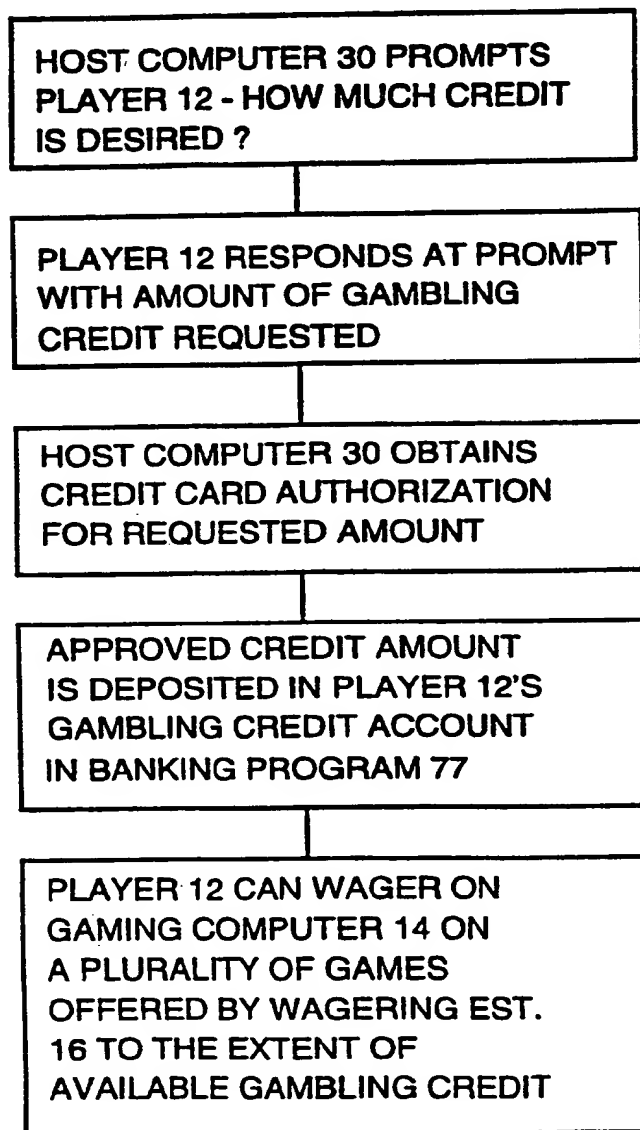 HOST COMPUTER 30 PROMPTS
PLAYER 12 - HOW MUCH CREDIT
IS DESIRED ?
PLAYER 12 RESPONDS AT PROMPT
WITH AMOUNT OF GAMBLING
CREDIT REQUESTED
HOST COMPUTER 30 OBTAINS
CREDIT CARD AUTHORIZATION
FOR REQUESTED AMOUNT
APPROVED CREDIT AMOUNT
IS DEPOSITED IN PLAYER 12'S
GAMBLING CREDIT ACCOUNT
IN BANKING PROGRAM 77
PLAYER 12 CAN WAGER ON
GAMING COMPUTER 14 ON
A PLURALITY OF GAMES
OFFERED BY WAGERING EST.
16 TO THE EXTENT OF
AVAILABLE GAMBLING CREDIT